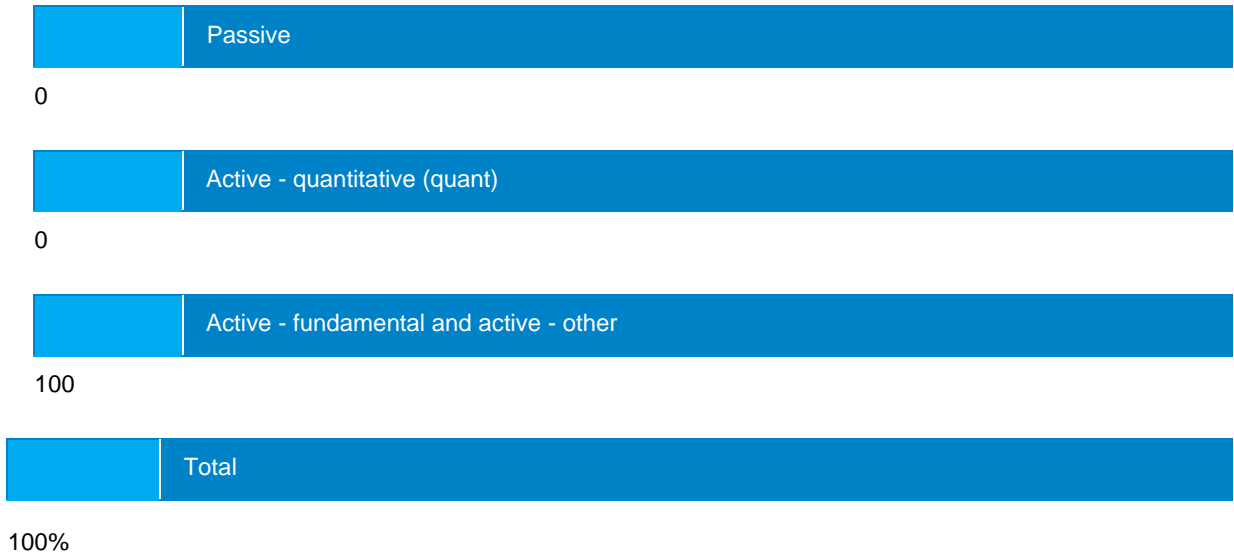 Passive
0
Active - quantitative (quant)
0
Active - fundamental and active - other
100
Total
100%